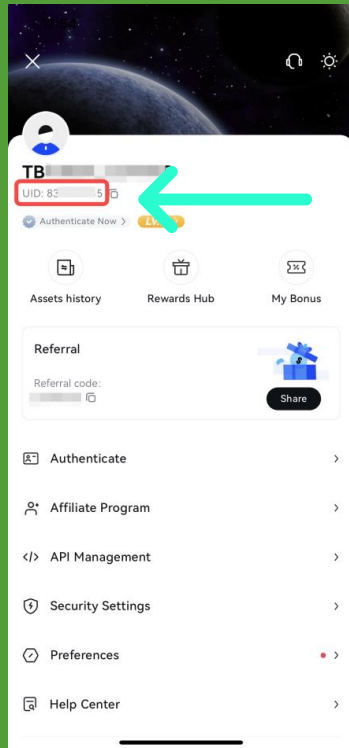 TB
UID: 83 5
Authenticate Now >
Assets history
Rewards Hub
My Bonus
Referral
Referral code:
Share
Authenticate
Affiliate Program
</> API Management
Security Settings
Preferences
Help Center